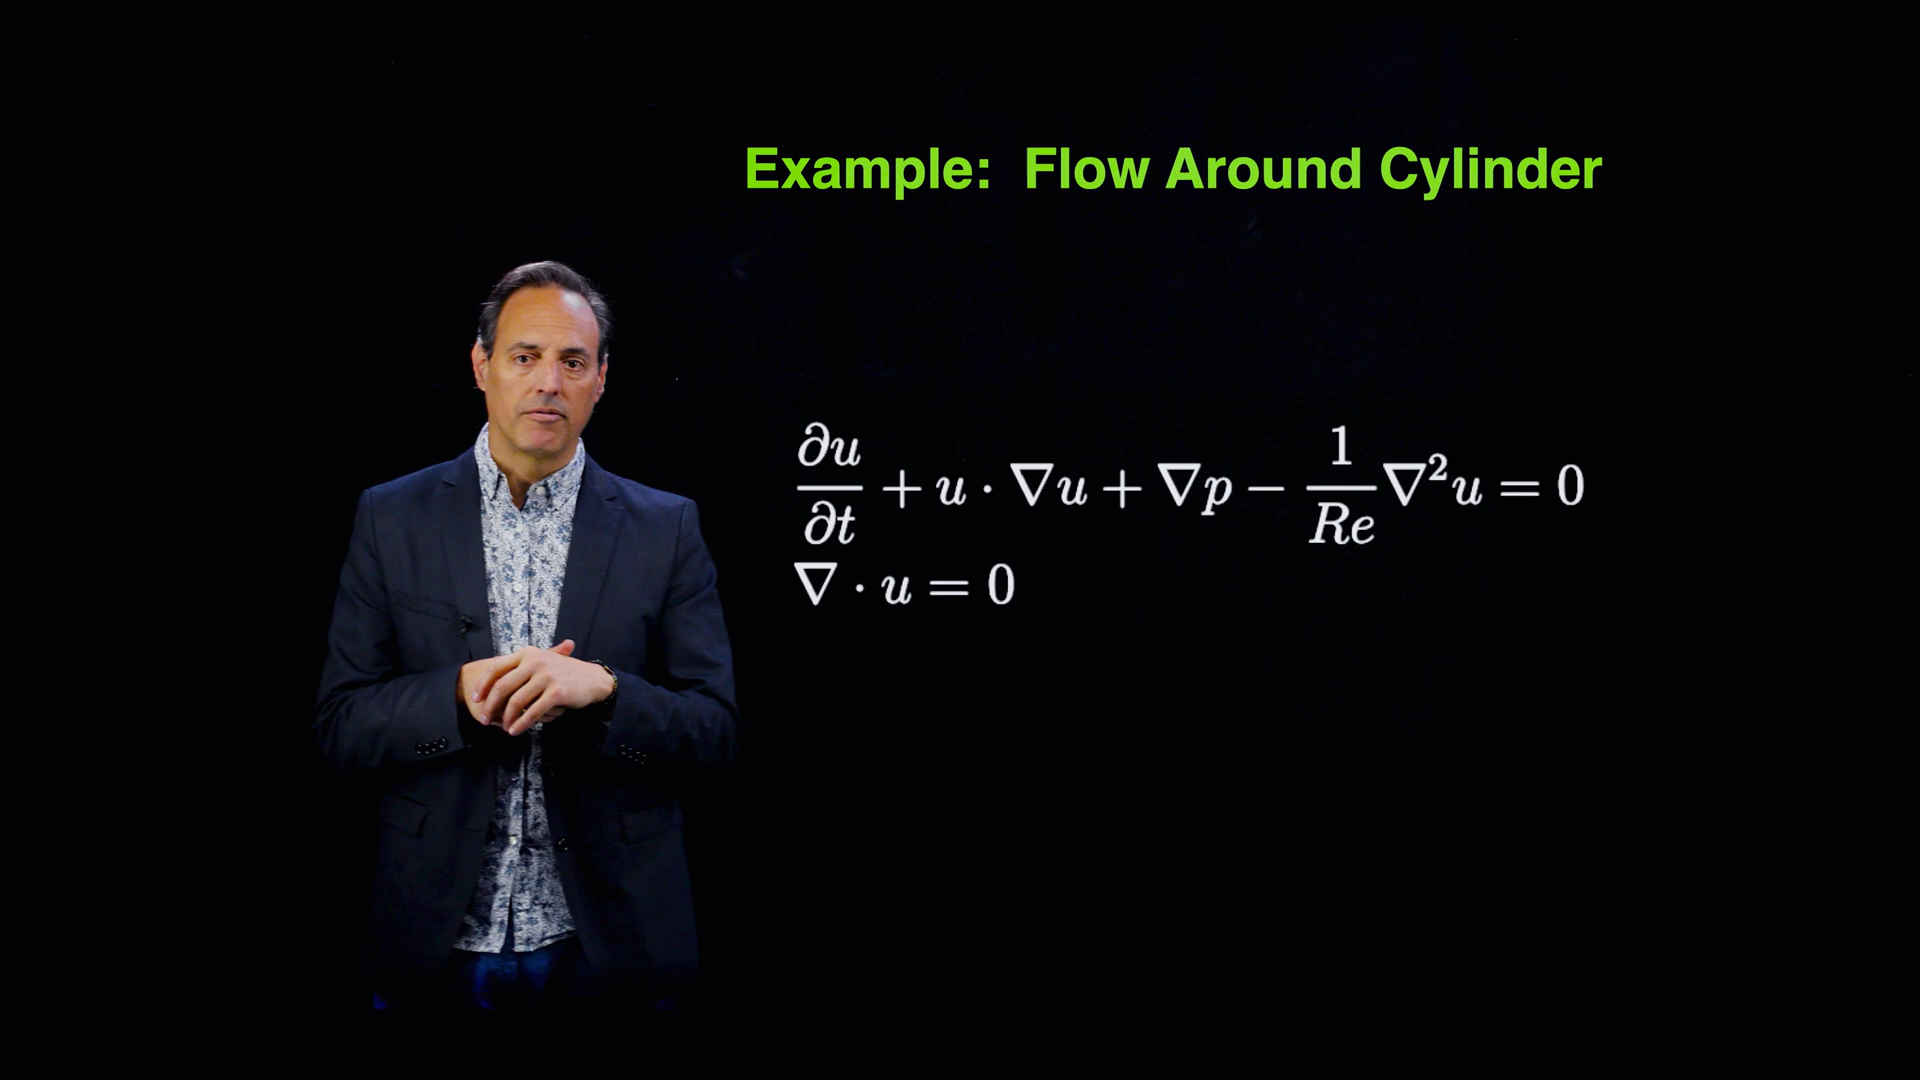 Example: Flow Around Cylinder
∂u/∂t + u · ∇u + ∇p − 1/Re ∇²u = 0
∇ · u = 0